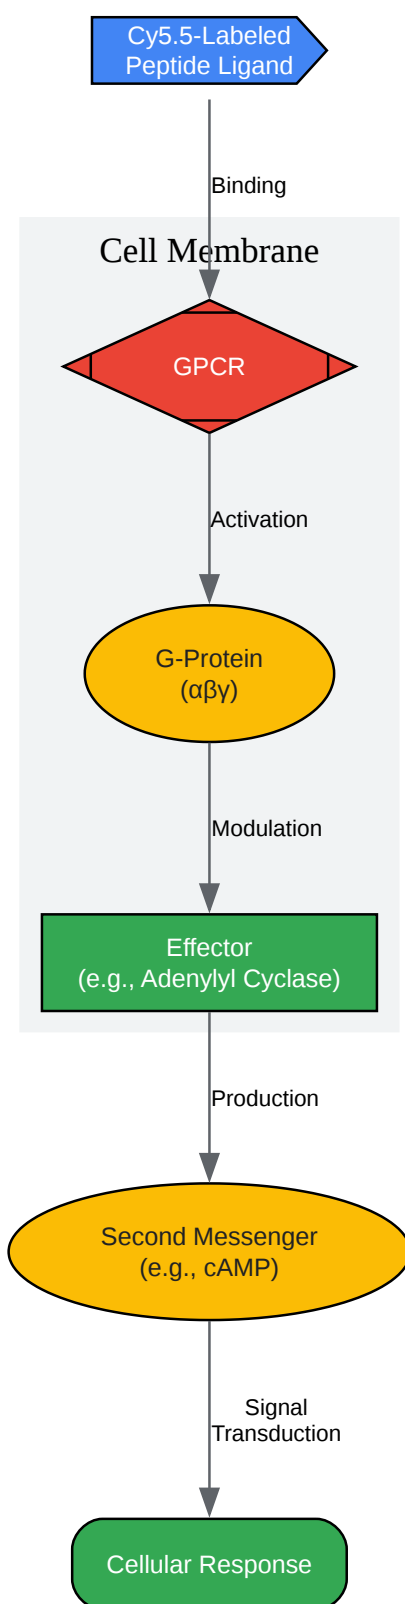 Cy5.5-Labeled
Peptide Ligand
Binding
Cell Membrane
GPCR
Activation
G-Protein
(αβγ)
Modulation
Effector
(e.g., Adenylyl Cyclase)
Production
Second Messenger
(e.g., cAMP)
Signal
Transduction
Cellular Response